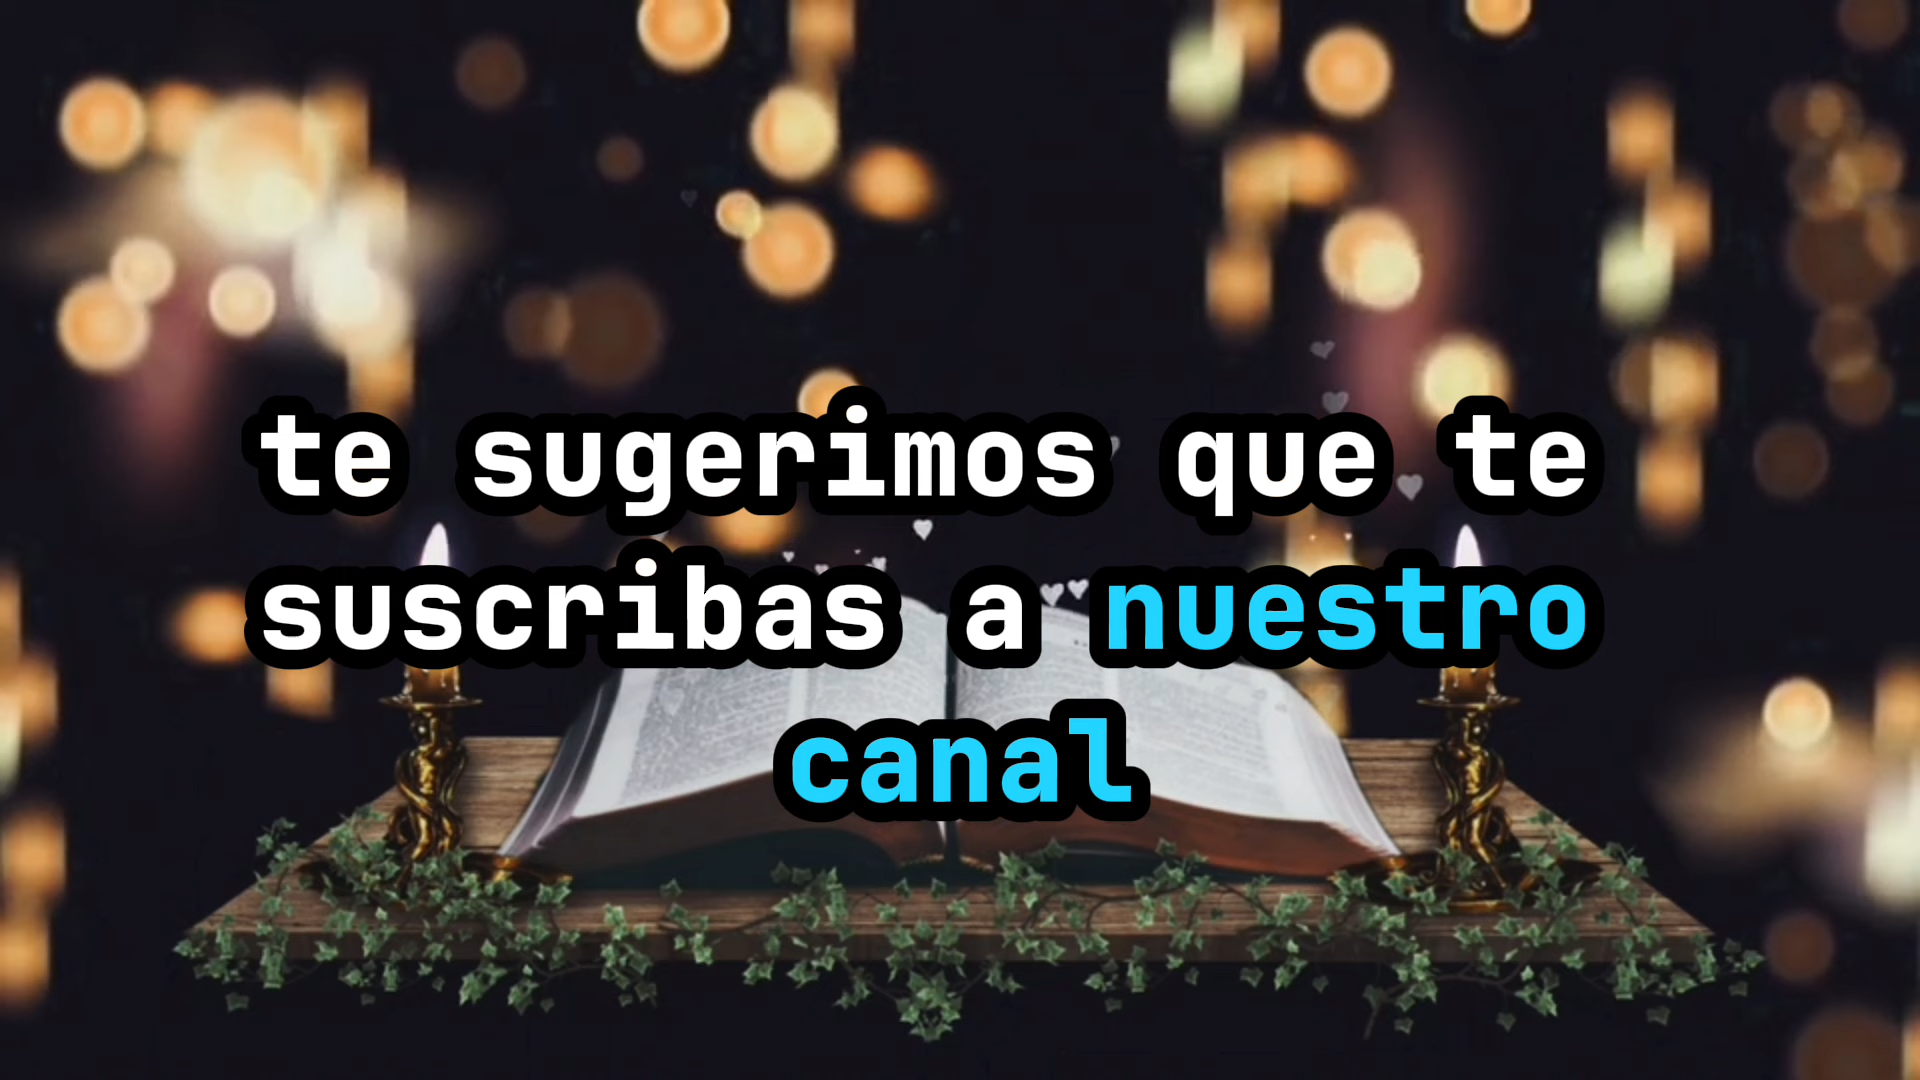 te sugerimos que te
suscribas a nuestro
canal